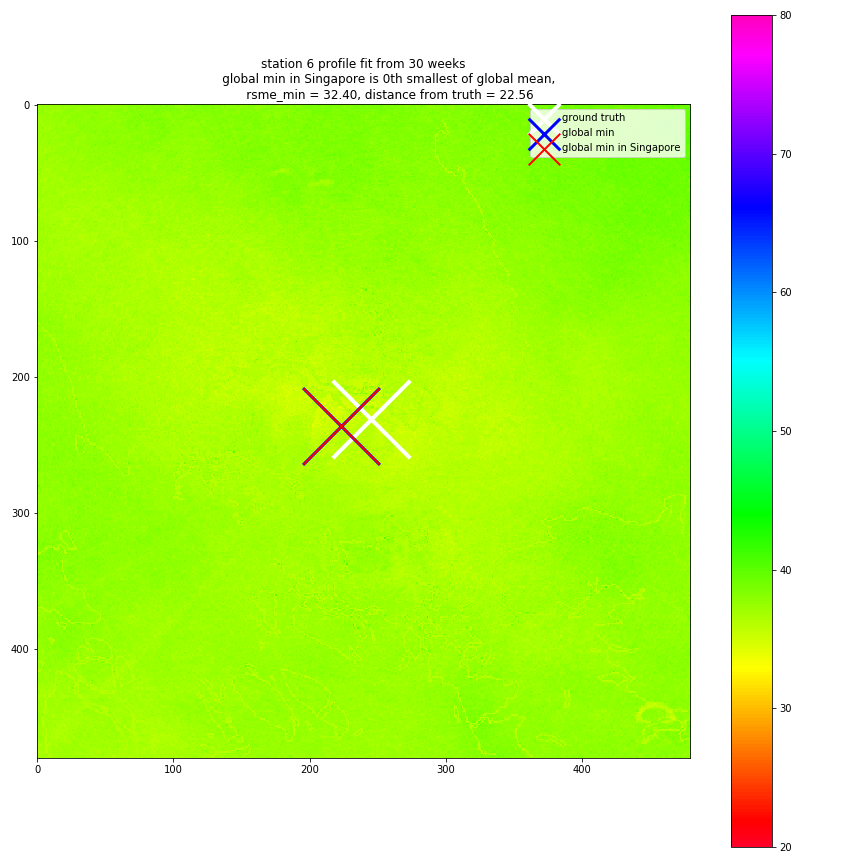 station 6 profile fit from 30 weeks
global min in Singapore is 0th smallest of global mean,
rsme_min = 32.40, distance from truth = 22.56
ground truth
global min
global min in Singapore
0
100
200
300
400
0
100
200
300
400
80
70
60
50
40
30
20